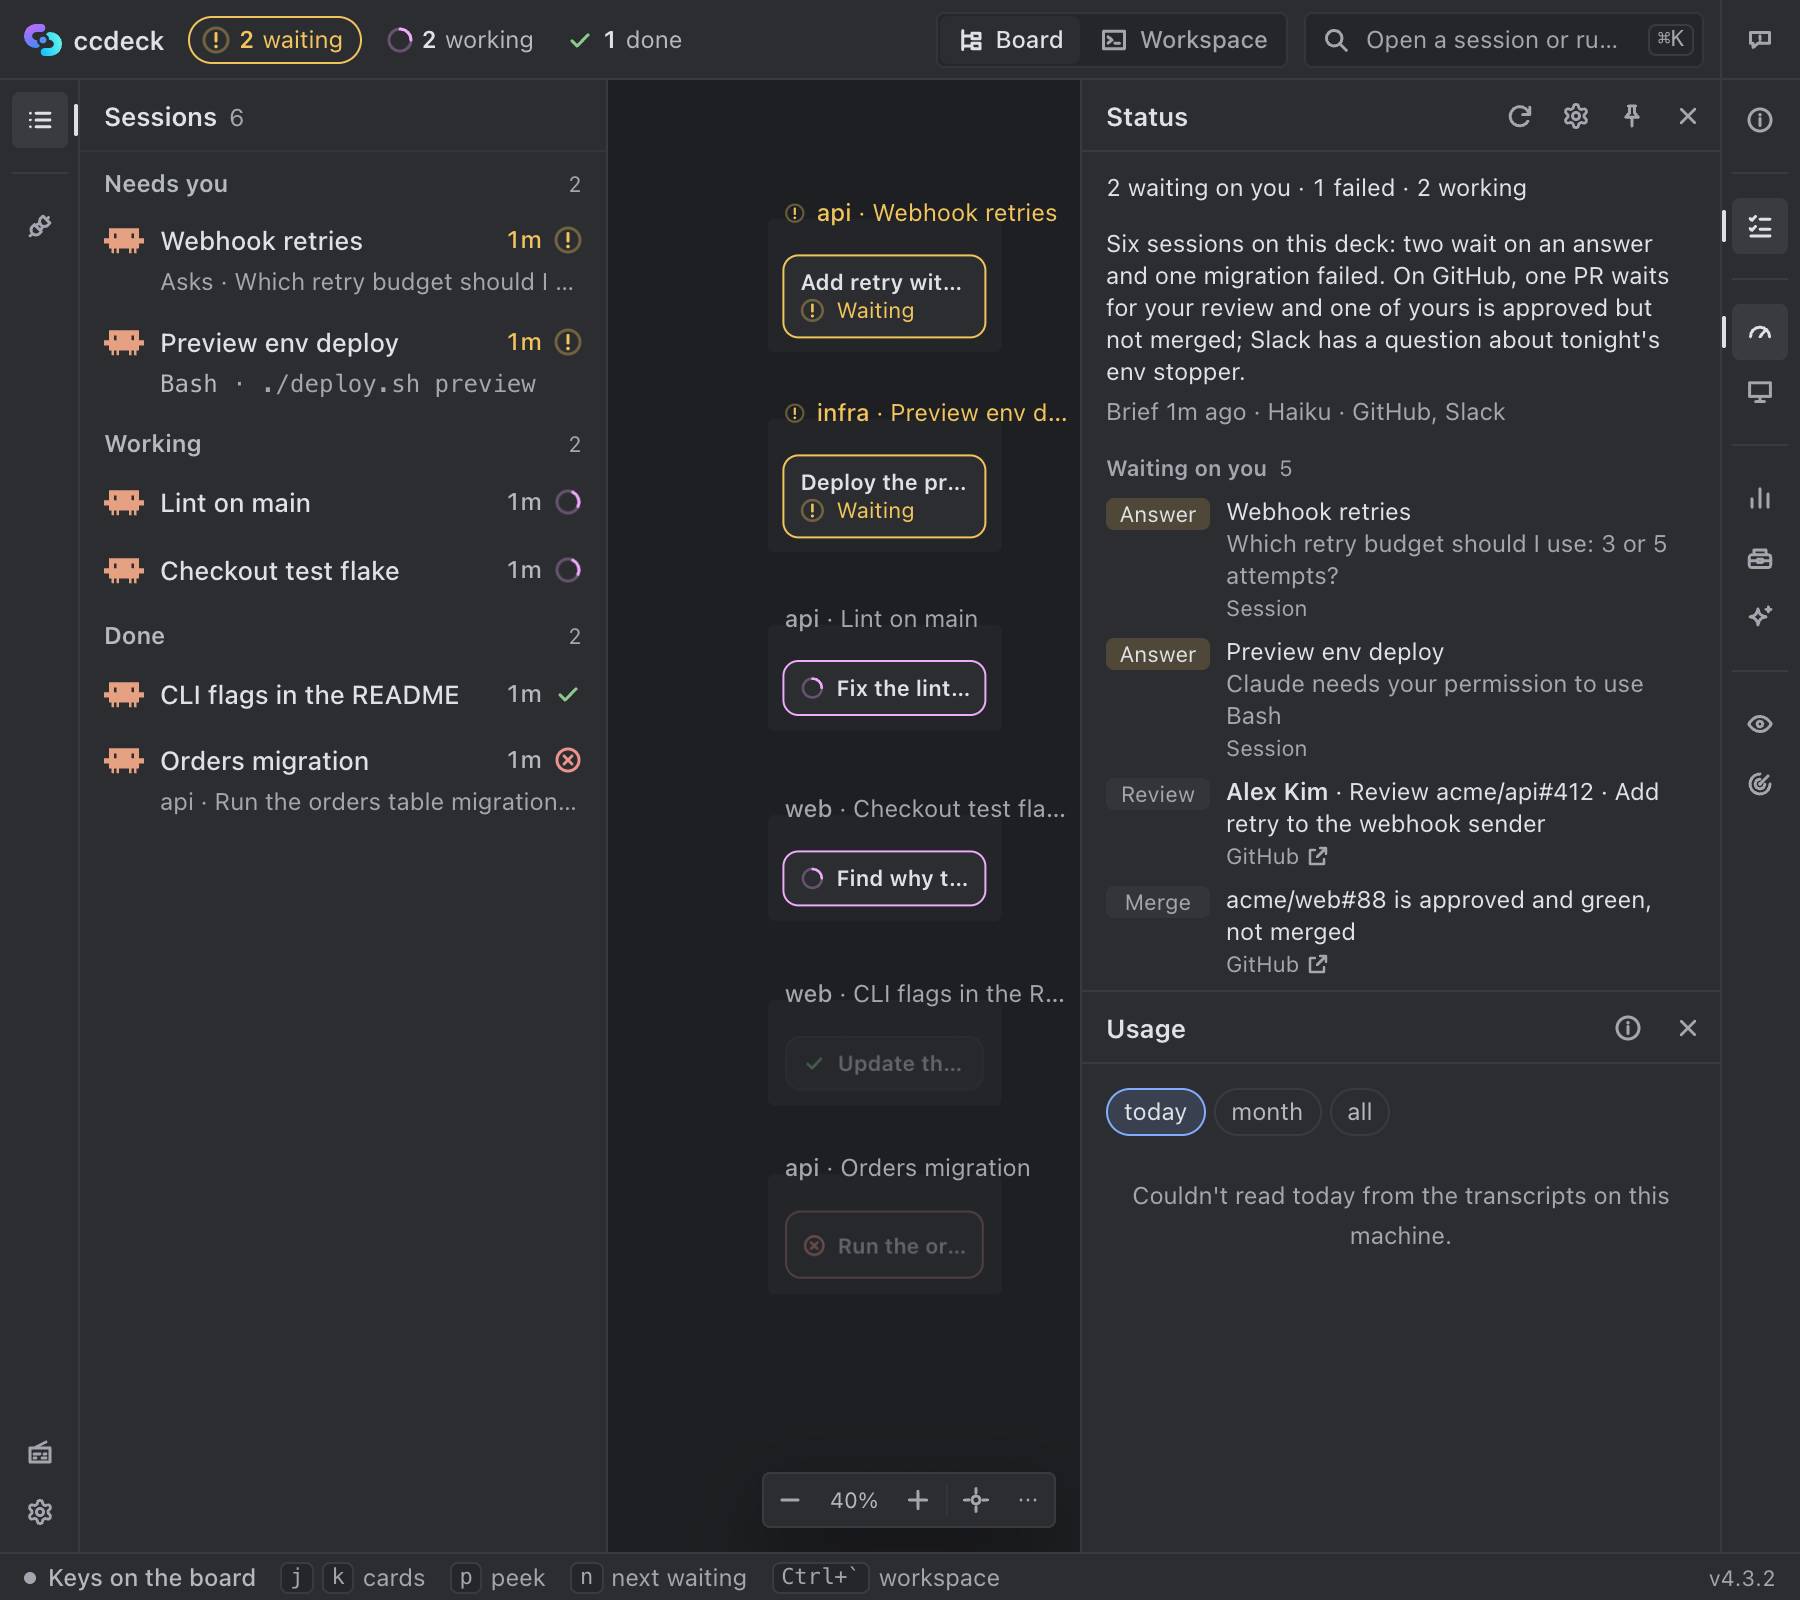 ccdeck
2 waiting
2 working
1 done
Board
Workspace
Open a session or ru...
⌘K
Sessions 6
Needs you 2
Webhook retries 1m
Asks · Which retry budget should I ...
Preview env deploy 1m
Bash · ./deploy.sh preview
Working 2
Lint on main 1m
Checkout test flake 1m
Done 2
CLI flags in the README 1m
Orders migration 1m
api · Run the orders table migration...
api · Webhook retries
Add retry wit...
Waiting
infra · Preview env d...
Deploy the pr...
Waiting
api · Lint on main
Fix the lint...
web · Checkout test fla...
Find why t...
web · CLI flags in the R...
Update th...
api · Orders migration
Run the or...
40%
...
Status
2 waiting on you · 1 failed · 2 working
Six sessions on this deck: two wait on an answer
and one migration failed. On GitHub, one PR waits
for your review and one of yours is approved but
not merged; Slack has a question about tonight's
env stopper.
Brief 1m ago · Haiku · GitHub, Slack
Waiting on you 5
Answer
Webhook retries
Which retry budget should I use: 3 or 5
attempts?
Session
Answer
Preview env deploy
Claude needs your permission to use
Bash
Session
Review
Alex Kim · Review acme/api#412 · Add
retry to the webhook sender
GitHub
Merge
acme/web#88 is approved and green,
not merged
GitHub
Usage
today
month
all
Couldn't read today from the transcripts on this
machine.
Keys on the board
j k cards
p peek
n next waiting
Ctrl+` workspace
v4.3.2